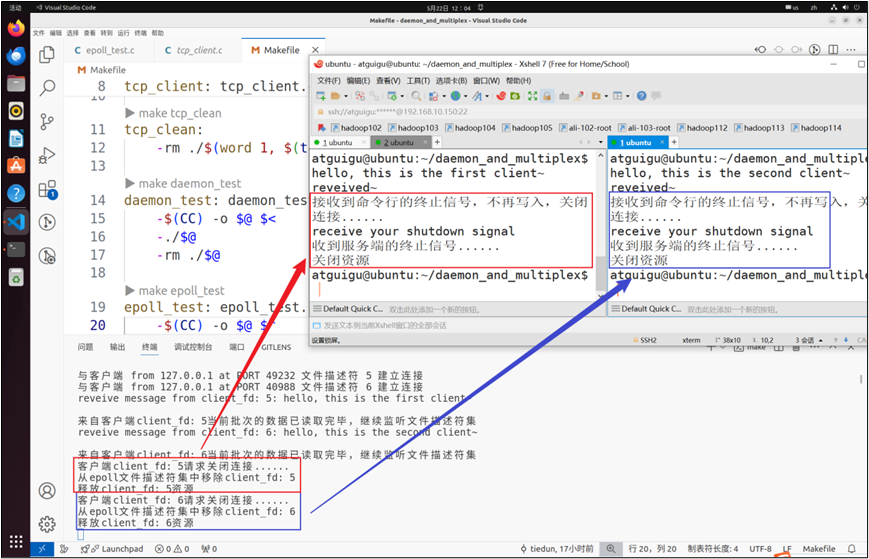 活动
Visual Studio Code
5月22日 12：04
us
zh
Makefile - daemon_and_multiplex - Visual Studio Code
文件 编辑 选择 查看 转到 运行 终端 帮助
C epoll_test.c
C tcp_client.c
M Makefile
M Makefile
8 tcp_client: tcp_client.
10
make tcp_clean
11 tcp_clean:
12 -rm ./$(word 1, $(t
13
make daemon_test
14 daemon_test: daemon_tes
15 -$(CC) -o $@ $<
16 -./$@
17 -rm ./$@
18
make epoll_test
19 epoll_test: epoll_test.
20 -$(CC) -o $@ $^
1
ubuntu - atguigu@ubuntu: ~/daemon_and_multiplex - Xshell 7 (Free for Home/School)
文件(F) 编辑(E) 查看(V) 工具(T) 选项卡(B) 窗口(W) 帮助(H)
ssh://atguigu:******@192.168.10.150:22
hadoop102 hadoop103 hadoop104 hadoop105 ali-102-root ali-103-root hadoop112 hadoop113 hadoop114
1 ubuntu
2 ubuntu
atguigu@ubuntu:~/daemon_and_multiplex$
hello, this is the first client~
reveived~
接收到命令行的终止信号，不再写入，关闭
连接......
receive your shutdown signal
收到服务端的终止信号......
关闭资源
atguigu@ubuntu:~/daemon_and_multiplex$
1 ubuntu
atguigu@ubuntu:~/daemon_and_multiple
hello, this is the second client~
reveived~
接收到命令行的终止信号，不再写入，关
连接......
receive your shutdown signal
收到服务端的终止信号......
关闭资源
atguigu@ubuntu:~/daemon_and_multiple
Default Quick C...
双击此处添加一个新的按钮。
Default Quick C...
双击此处添加一个新的按钮。
发送文本到当前Xshell窗口的全部会话
设置锁屏。
SSH2
xterm
38x10
10,2
3 会话
CAP
问题 输出 终端 调试控制台 端口 GITLENS
make
与客户端 from 127.0.0.1 at PORT 49232 文件描述符 5 建立连接
与客户端 from 127.0.0.1 at PORT 40988 文件描述符 6 建立连接
reveive message from client_fd: 5: hello, this is the first client~
来自客户端client_fd: 5当前批次的数据已读取完毕，继续监听文件描述符集
reveive message from client_fd: 6: hello, this is the second client~
来自客户端client_fd: 6当前批次的数据已读取完毕，继续监听文件描述符集
客户端client_fd: 5请求关闭连接......
从epoll文件描述符集中移除client_fd: 5
释放client_fd: 5资源
客户端client_fd: 6请求关闭连接......
从epoll文件描述符集中移除client_fd: 6
释放client_fd: 6资源
Launchpad
0
0
0
tiedun, 17小时前
行 20，列 20
制表符长度: 4
UTF-8
LF
Makefile